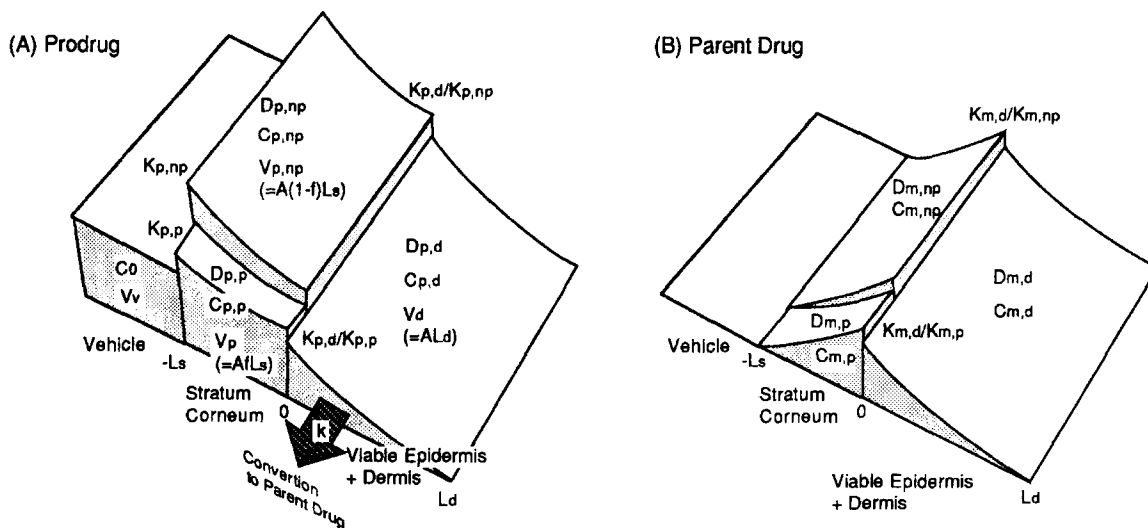 (A) Prodrug
Kp,d/Kp,np
Dp,np
Cp,np
Vp,np
(=A(1-f)Ls)
Kp,np
Kp,p
Dp,p
Cp,p
Vp
(=AfLs)
C0
Vv
Dp,d
Cp,d
Vd
(=ALd)
Kp,d/Kp,p
Vehicle
-Ls
Stratum
Corneum
0
k
Convertion
to Parent Drug
Viable Epidermis
+ Dermis
Ld
(B) Parent Drug
Km,d/Km,np
Dm,np
Cm,np
Dm,d
Cm,d
Dm,p
Cm,p
Km,d/Km,p
Vehicle
-Ls
Stratum
Corneum
0
Viable Epidermis
+ Dermis
Ld